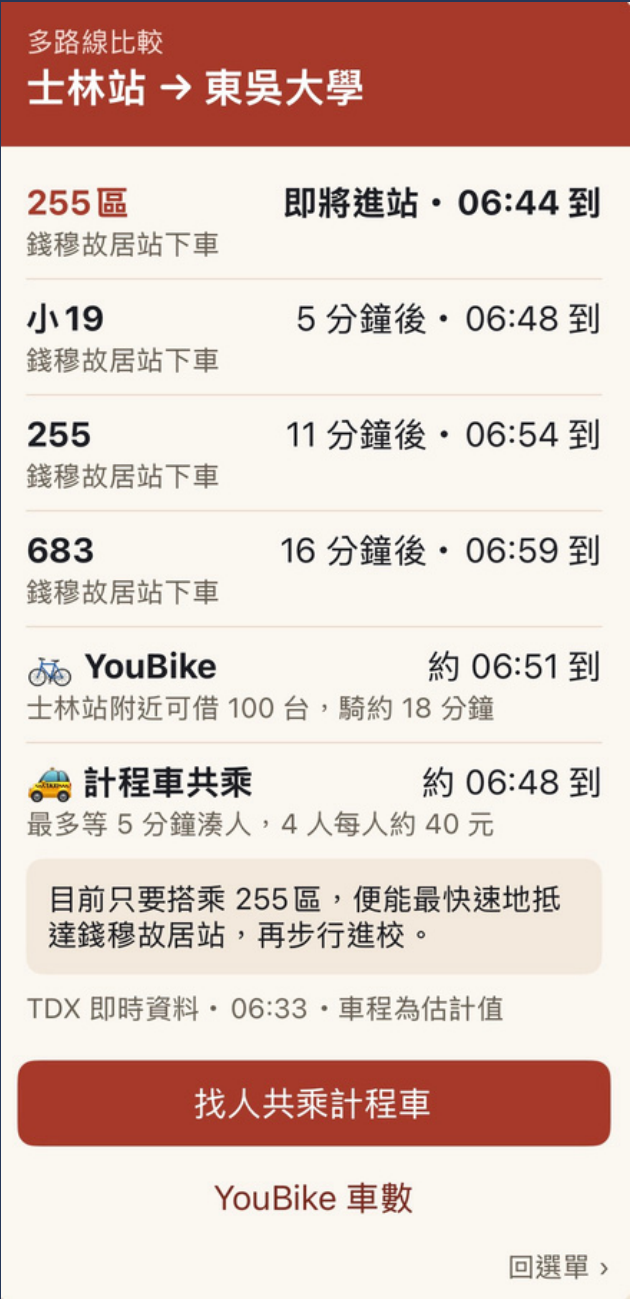 多路線比較
士林站 → 東吳大學
255區 即將進站・06:44 到
錢穆故居站下車
小19 5 分鐘後・06:48 到
錢穆故居站下車
255 11 分鐘後・06:54 到
錢穆故居站下車
683 16 分鐘後・06:59 到
錢穆故居站下車
YouBike 約 06:51 到
士林站附近可借 100 台，騎約 18 分鐘
計程車共乘 約 06:48 到
最多等 5 分鐘湊人，4 人每人約 40 元
目前只要搭乘 255區，便能最快速地抵
達錢穆故居站，再步行進校。
TDX 即時資料・06:33・車程為估計值
找人共乘計程車
YouBike 車數
回選單 ›